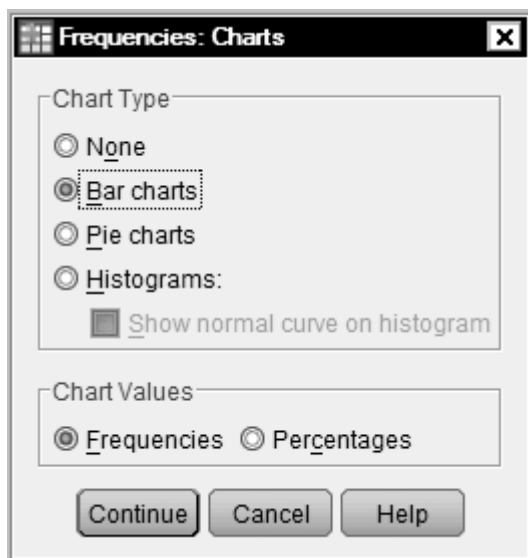 Frequencies: Charts
Chart Type
None
Bar charts
Pie charts
Histograms:
Show normal curve on histogram
Chart Values
Frequencies Percentages
Continue Cancel Help